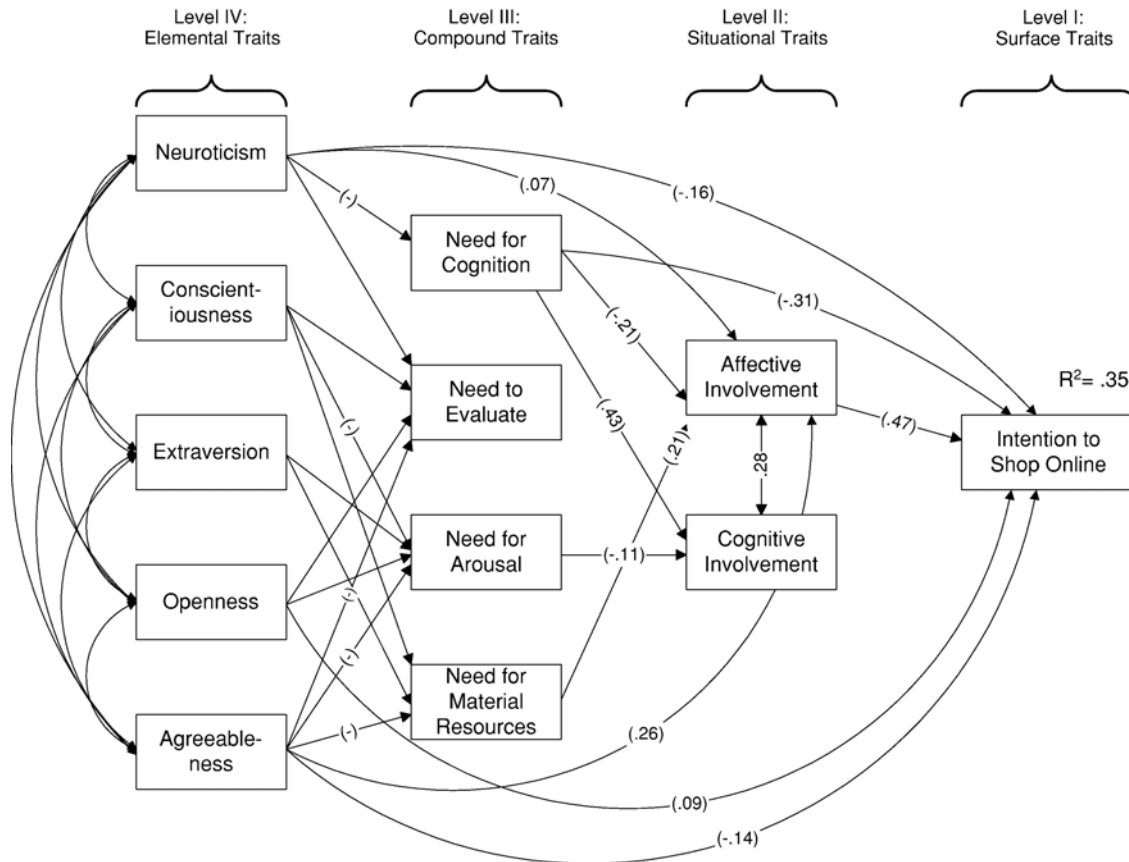 Level IV:
Elemental Traits
Level III:
Compound Traits
Level II:
Situational Traits
Level I:
Surface Traits
Neuroticism
(-)
(.07)
(-.16)
Need for
Cognition
Conscient-
iousness
(-.31)
(-.21)
Affective
Involvement
R²= .35
Need to
Evaluate
(-)
(.43)
(.47)
Extraversion
(.21)
.28
Intention to
Shop Online
Need for
Arousal
(-.11)
Cognitive
Involvement
Openness
(-)
(-)
Need for
Material
Resources
Agreeable-
ness
(-)
(.26)
(.09)
(-.14)